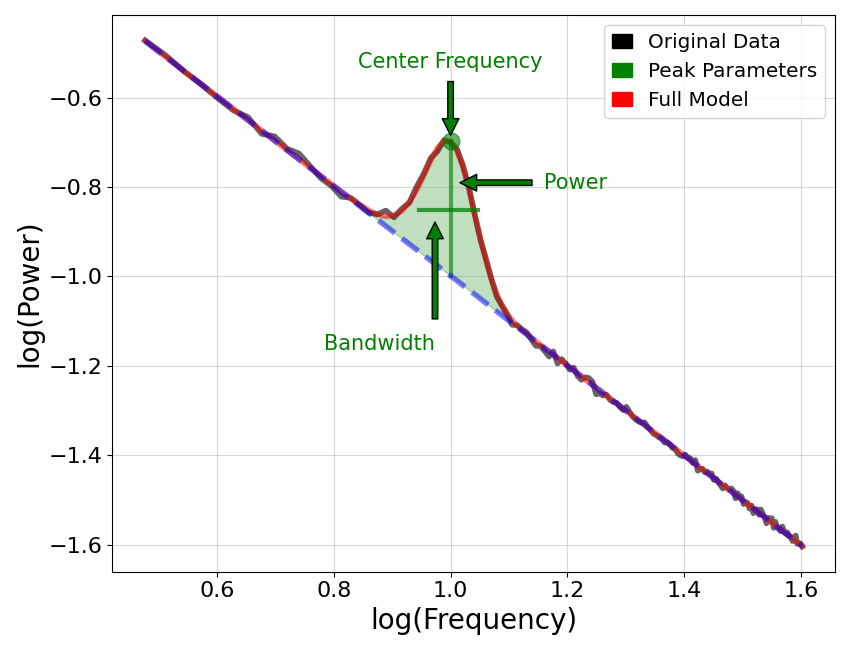 Center Frequency
Original Data
Peak Parameters
Full Model
Power
Bandwidth
log(Power)
−0.6
−0.8
−1.0
−1.2
−1.4
−1.6
0.6 0.8 1.0 1.2 1.4 1.6
log(Frequency)